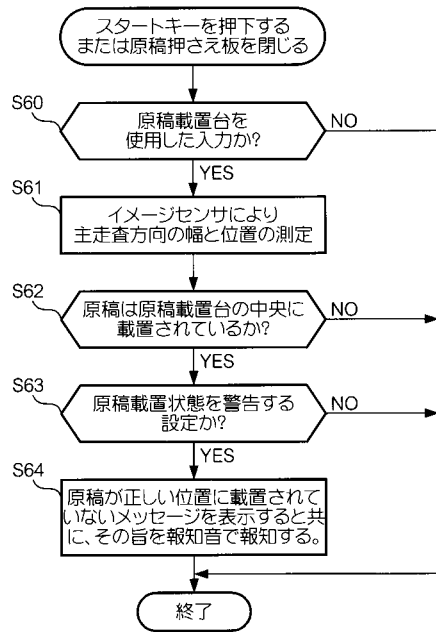 スタートキーを押下する
または原稿押さえ板を閉じる
S60
原稿載置台を
使用した入力か?
NO
YES
S61
イメージセンサにより
主走査方向の幅と位置の測定
S62
原稿は原稿載置台の中央に
載置されているか?
NO
YES
S63
原稿載置状態を警告する
設定か?
NO
YES
S64
原稿が正しい位置に載置されて
いないメッセージを表示すると共
に、その旨を報知音で報知する。
終了